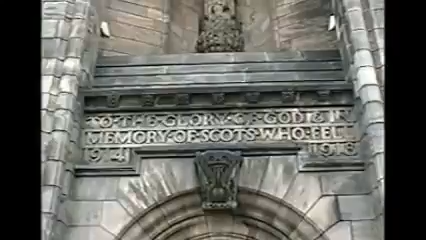 TO·THE·GLORY·OF·GOD·&·IN
MEMORY·OF·SCOTS·WHO·FELL
1914 1918